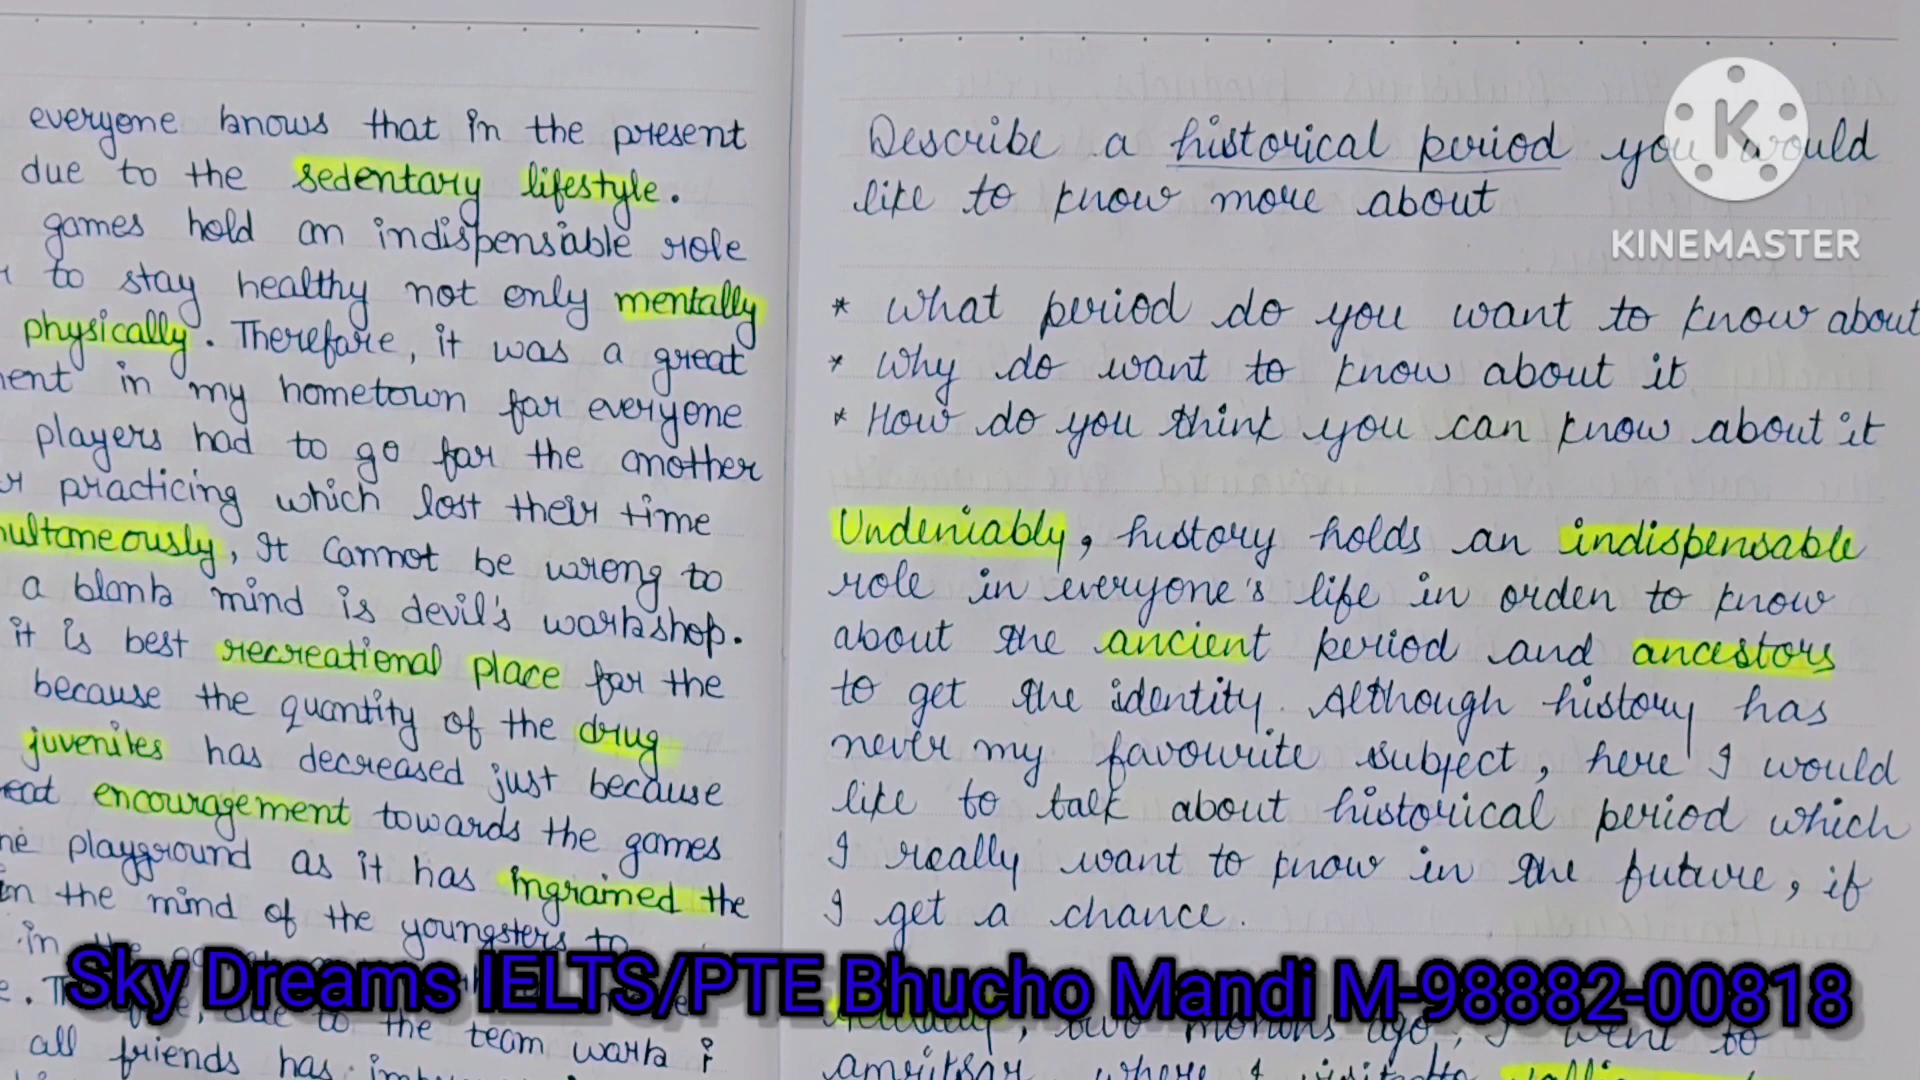 everyone knows that in the present
due to the sedentary lifestyle.
games hold an indispensable role
to stay healthy not only mentally
physically. Therefore, it was a great
in my hometown for everyone
players had to go for the another
practicing which lost their time
, It cannot be wrong to
a blank mind is devil's workshop.
it is best recreational place for the
because the quantity of the drug
juveniles has decreased just because
encouragement towards the games
playgground as it has ingrained the
in the mind of the youngsters to
in the
due to the team work
all friends has
Describe a historical period you would
like to know more about
KINEMASTER
* What period do you want to know about
* Why do want to know about it
* How do you think you can know about it
Undeniably, history holds an indispensable
role in everyone's life in orden to know
about the ancient period and ancestors
to get the identity. Although history has
never my favourite subject, here I would
like to talk about historical period which
I really want to know in the future, if
I get a chance.
two months ago, I went to
amritsar where I visited
Sky Dreams IELTS/PTE Bhucho Mandi M-98882-00818